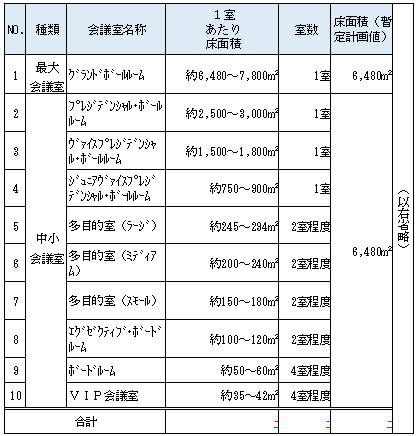 NO.
種類
会議室名称
１室
あたり
床面積
室数
床面積（暫
定計画値）
1
最大
会議室
ｸﾞﾗﾝﾄﾞﾎﾞｰﾙﾙｰﾑ
約6,480～7,800㎡
1室
6,480㎡
2
ﾌﾟﾚｼﾞﾃﾞﾝｼｬﾙ･ﾎﾞｰﾙ
ﾙｰﾑ
約2,500～3,000㎡
1室
3
ｳﾞｧｲｽﾌﾟﾚｼﾞﾃﾞﾝｼｬ
ﾙ･ﾎﾞｰﾙﾙｰﾑ
約1,500～1,800㎡
1室
4
ｼﾞｭﾆｱｳﾞｧｲｽﾌﾟﾚｼﾞ
ﾃﾞﾝｼｬﾙ･ﾎﾞｰﾙﾙｰﾑ
約750～900㎡
1室
5
多目的室（ﾗｰｼﾞ）
約245～294㎡
2室程度
中小
会議室
6
多目的室（ﾐﾃﾞｨｱ
ﾑ）
約200～240㎡
2室程度
6,480㎡
7
多目的室（ｽﾓｰﾙ）
約150～180㎡
2室程度
8
ｴｸﾞｾﾞｸﾃｨﾌﾞ･ﾎﾞｰﾄﾞ
ﾙｰﾑ
約100～120㎡
2室程度
9
ﾎﾞｰﾄﾞﾙｰﾑ
約50～60㎡
4室程度
10
ＶＩＰ会議室
約35～42㎡
4室程度
合計
（以右省略）